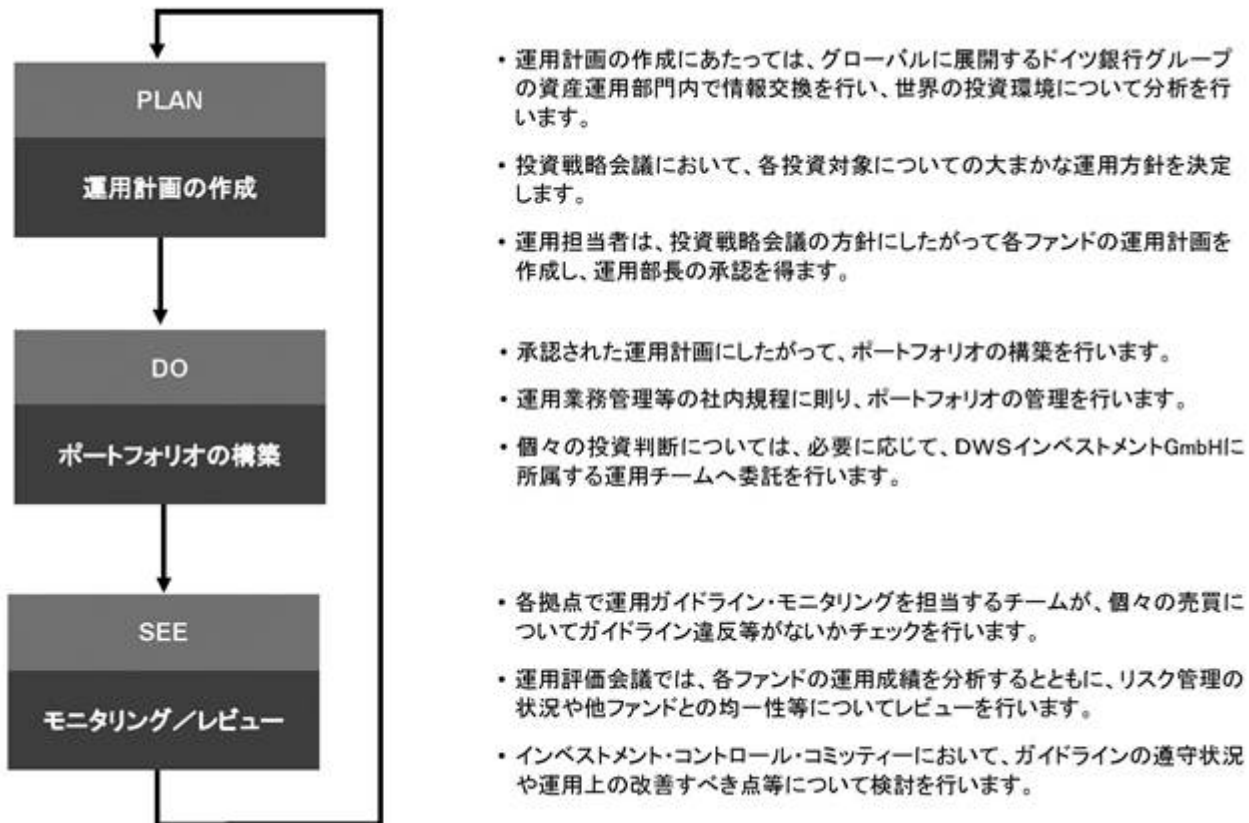 PLAN
運用計画の作成
・運用計画の作成にあたっては、グローバルに展開するドイツ銀行グループ
の資産運用部門内で情報交換を行い、世界の投資環境について分析を行
います。
・投資戦略会議において、各投資対象についての大まかな運用方針を決定
します。
・運用担当者は、投資戦略会議の方針にしたがって各ファンドの運用計画を
作成し、運用部長の承認を得ます。
DO
ポートフォリオの構築
・承認された運用計画にしたがって、ポートフォリオの構築を行います。
・運用業務管理等の社内規程に則り、ポートフォリオの管理を行います。
・個々の投資判断については、必要に応じて、DWSインベストメントGmbHに
所属する運用チームへ委託を行います。
SEE
モニタリング／レビュー
・各拠点で運用ガイドライン・モニタリングを担当するチームが、個々の売買に
ついてガイドライン違反等がないかチェックを行います。
・運用評価会議では、各ファンドの運用成績を分析するとともに、リスク管理の
状況や他ファンドとの均一性等についてレビューを行います。
・インベストメント・コントロール・コミッティーにおいて、ガイドラインの遵守状況
や運用上の改善すべき点等について検討を行います。